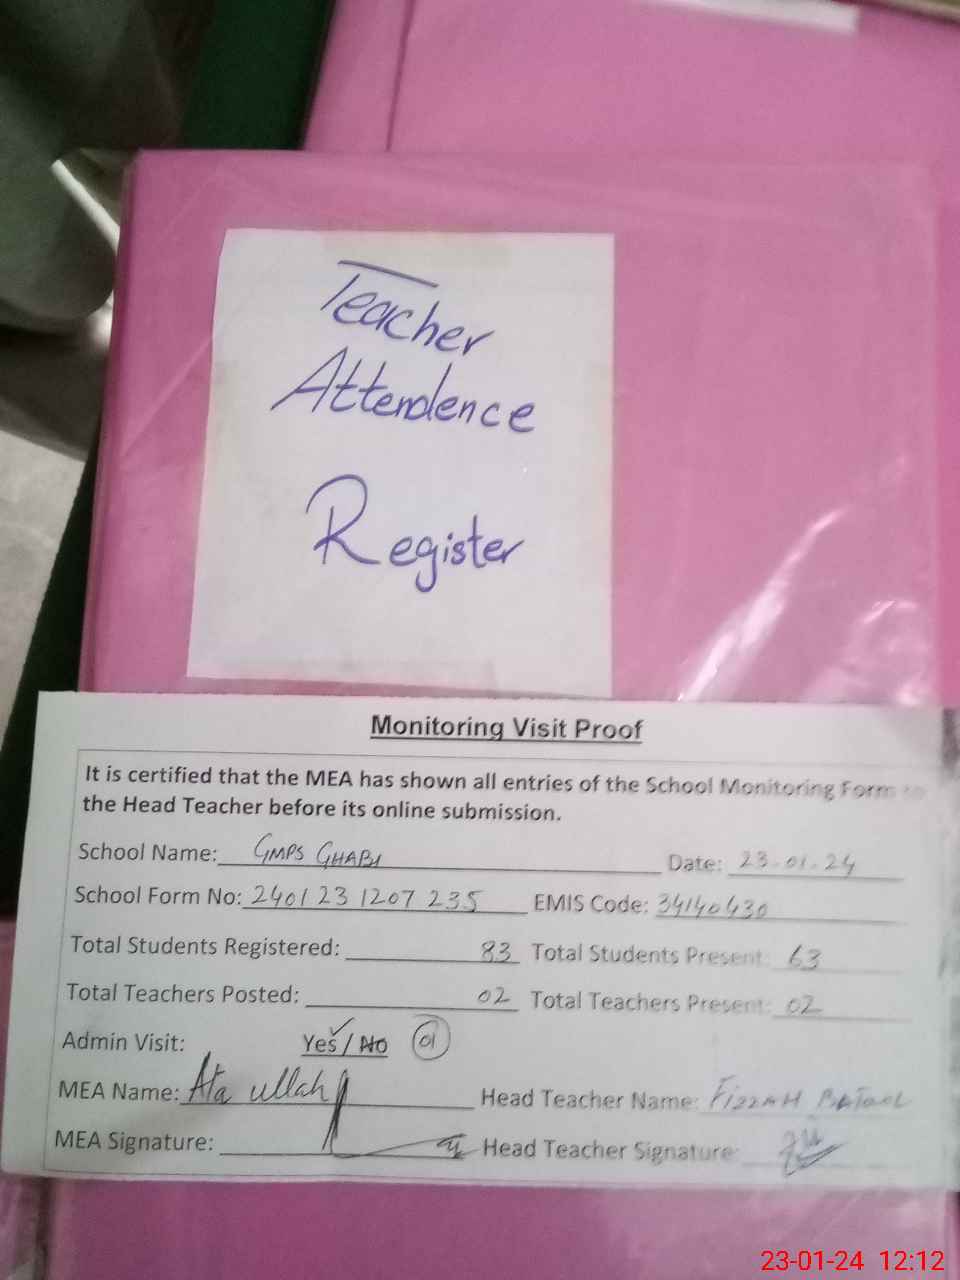 Teacher
Attendence
Register
Monitoring Visit Proof
It is certified that the MEA has shown all entries of the School Monitoring Form to
the Head Teacher before its online submission.
School Name: GMPS GHABI Date: 23-01-24
School Form No: 240123 1207 235 EMIS Code: 34140430
Total Students Registered: 83 Total Students Present: 63
Total Teachers Posted: 02 Total Teachers Present: 02
Admin Visit: Yes / No 01
MEA Name: Ata ullah Head Teacher Name: FIZZAH BATOOL
MEA Signature: Head Teacher Signature:
23-01-24 12:12